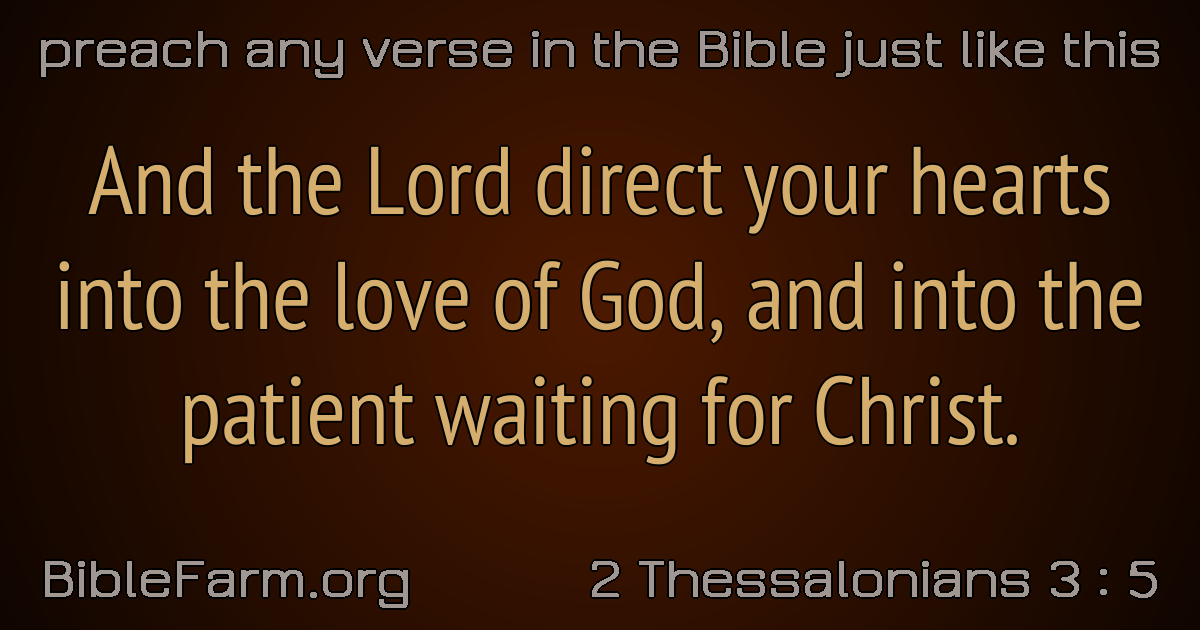 preach any verse in the Bible just like this
And the Lord direct your hearts
into the love of God, and into the
patient waiting for Christ.
BibleFarm.org
2 Thessalonians 3 : 5